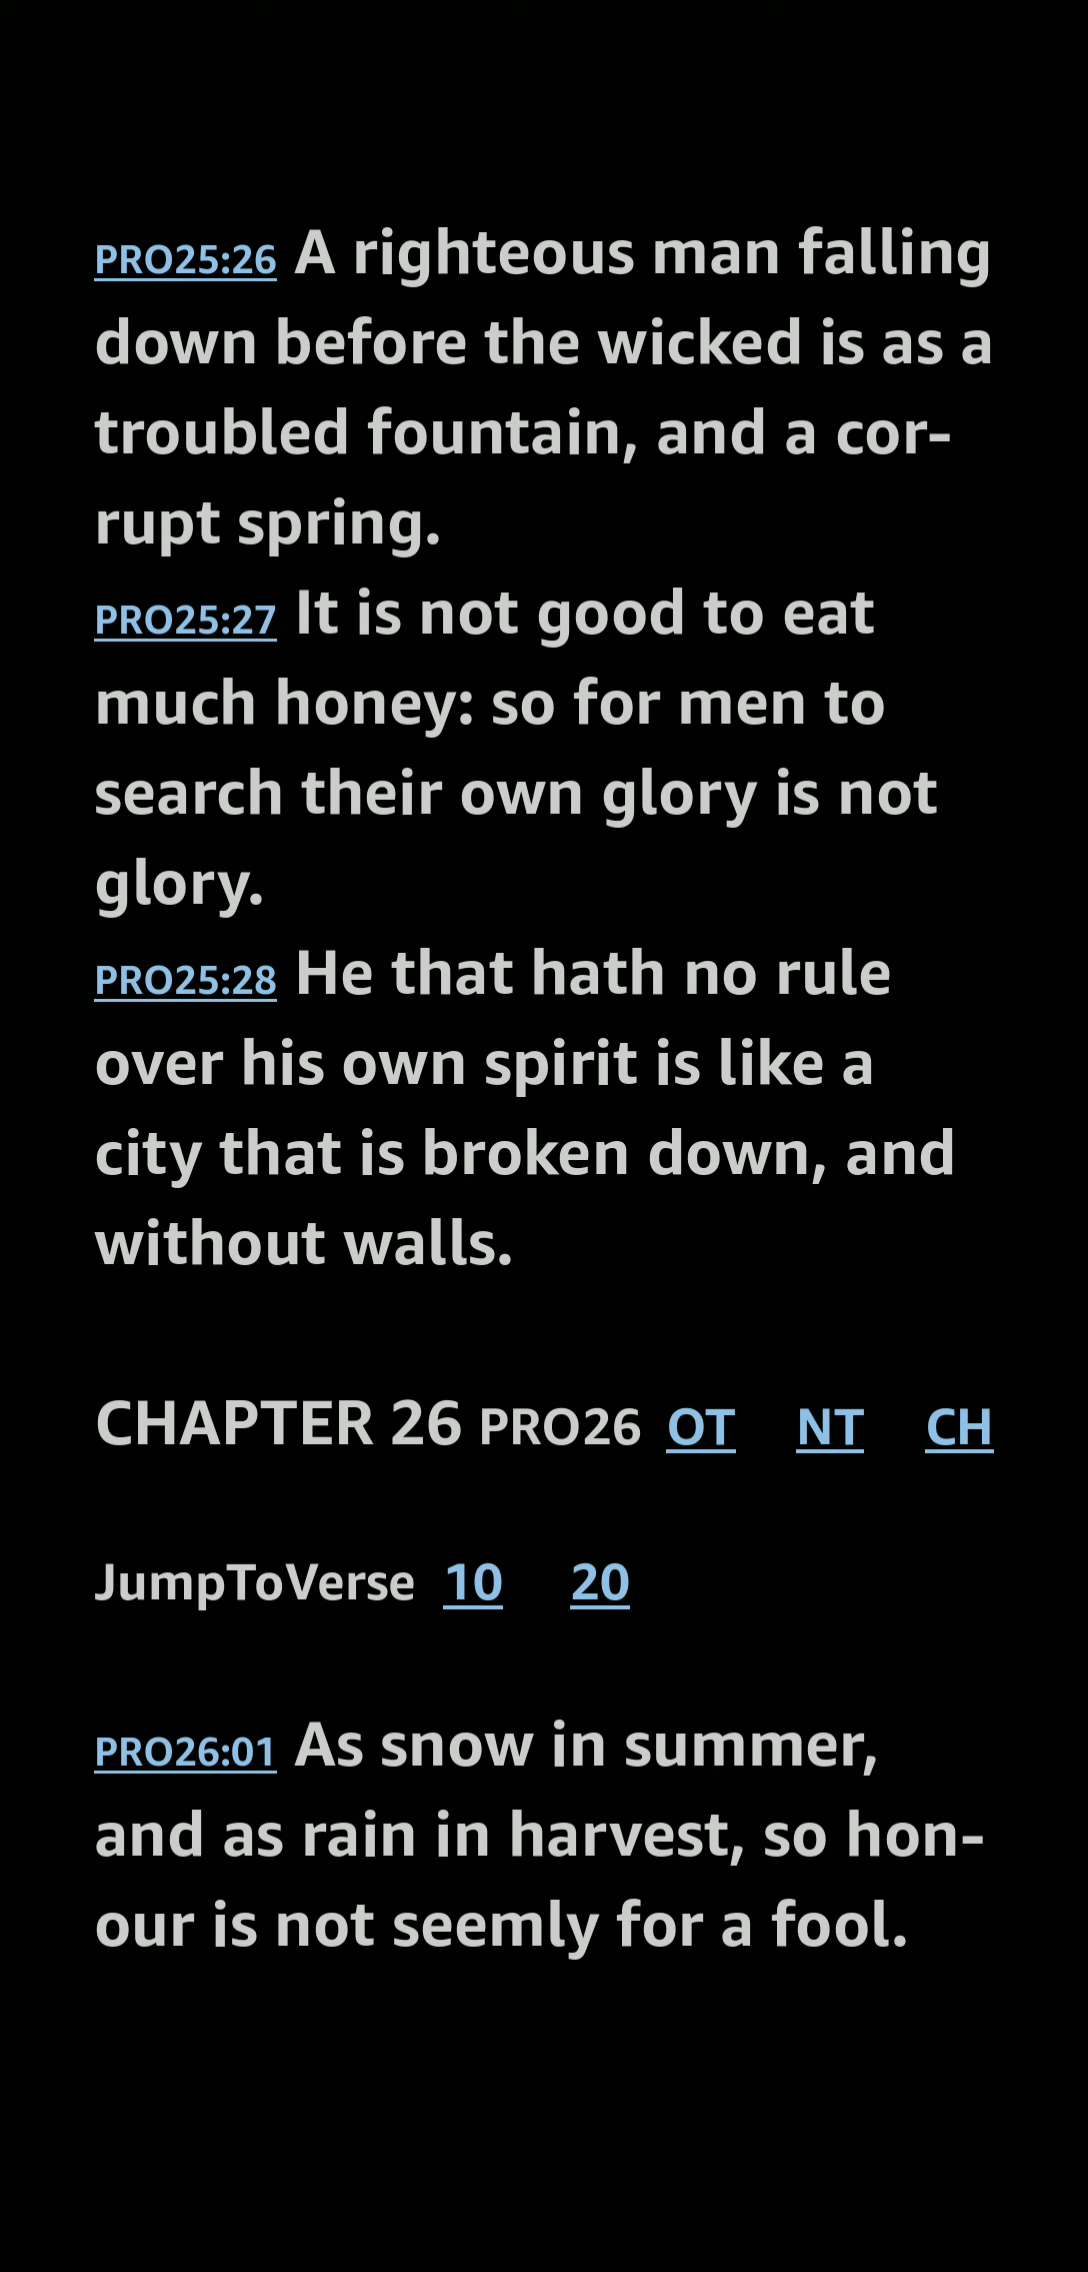 PRO25:26 A righteous man falling
down before the wicked is as a
troubled fountain, and a cor-
rupt spring.
PRO25:27 It is not good to eat
much honey: so for men to
search their own glory is not
glory.
PRO25:28 He that hath no rule
over his own spirit is like a
city that is broken down, and
without walls.
CHAPTER 26 PRO26 OT NT CH
JumpToVerse 10 20
PRO26:01 As snow in summer,
and as rain in harvest, so hon-
our is not seemly for a fool.